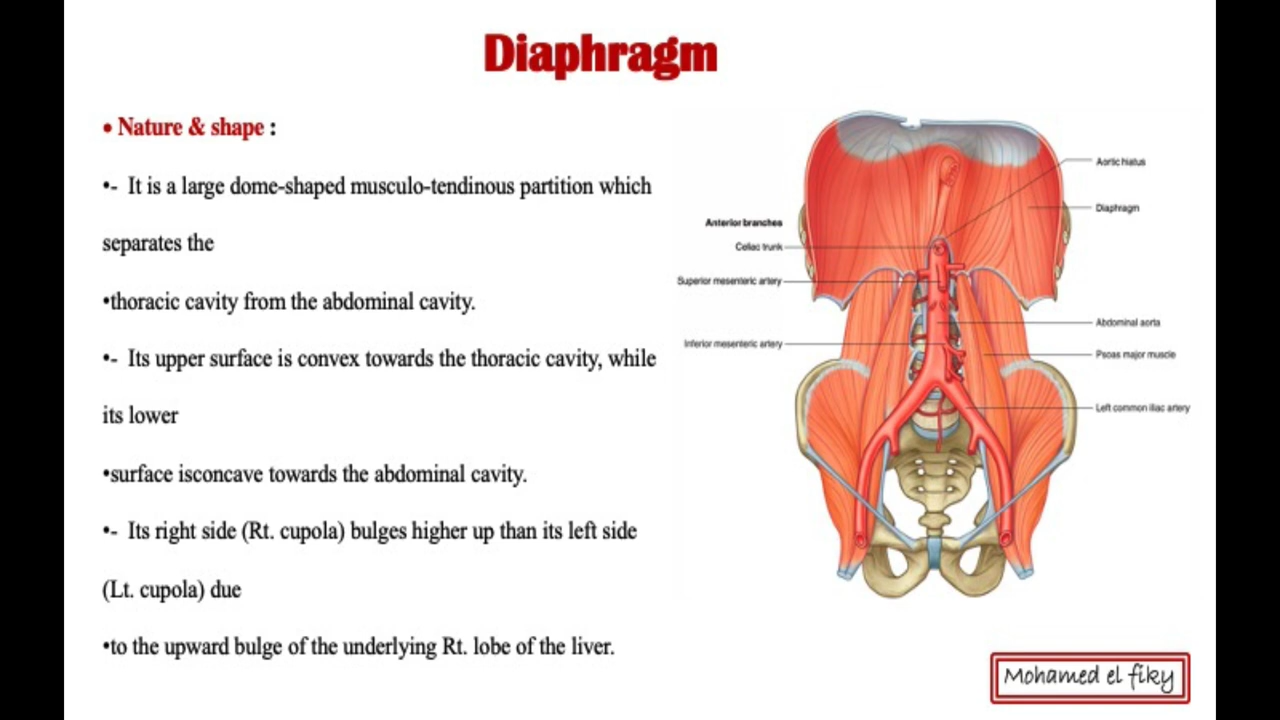 Diaphragm
• Nature & shape :
•- It is a large dome-shaped musculo-tendinous partition which
separates the
•thoracic cavity from the abdominal cavity.
•- Its upper surface is convex towards the thoracic cavity, while
its lower
•surface isconcave towards the abdominal cavity.
•- Its right side (Rt. cupola) bulges higher up than its left side
(Lt. cupola) due
•to the upward bulge of the underlying Rt. lobe of the liver.
Anterior branches
Celiac trunk
Superior mesenteric artery
Inferior mesenteric artery
Aortic hiatus
Diaphragm
Abdominal aorta
Psoas major muscle
Left common iliac artery
Mohamed el fiky